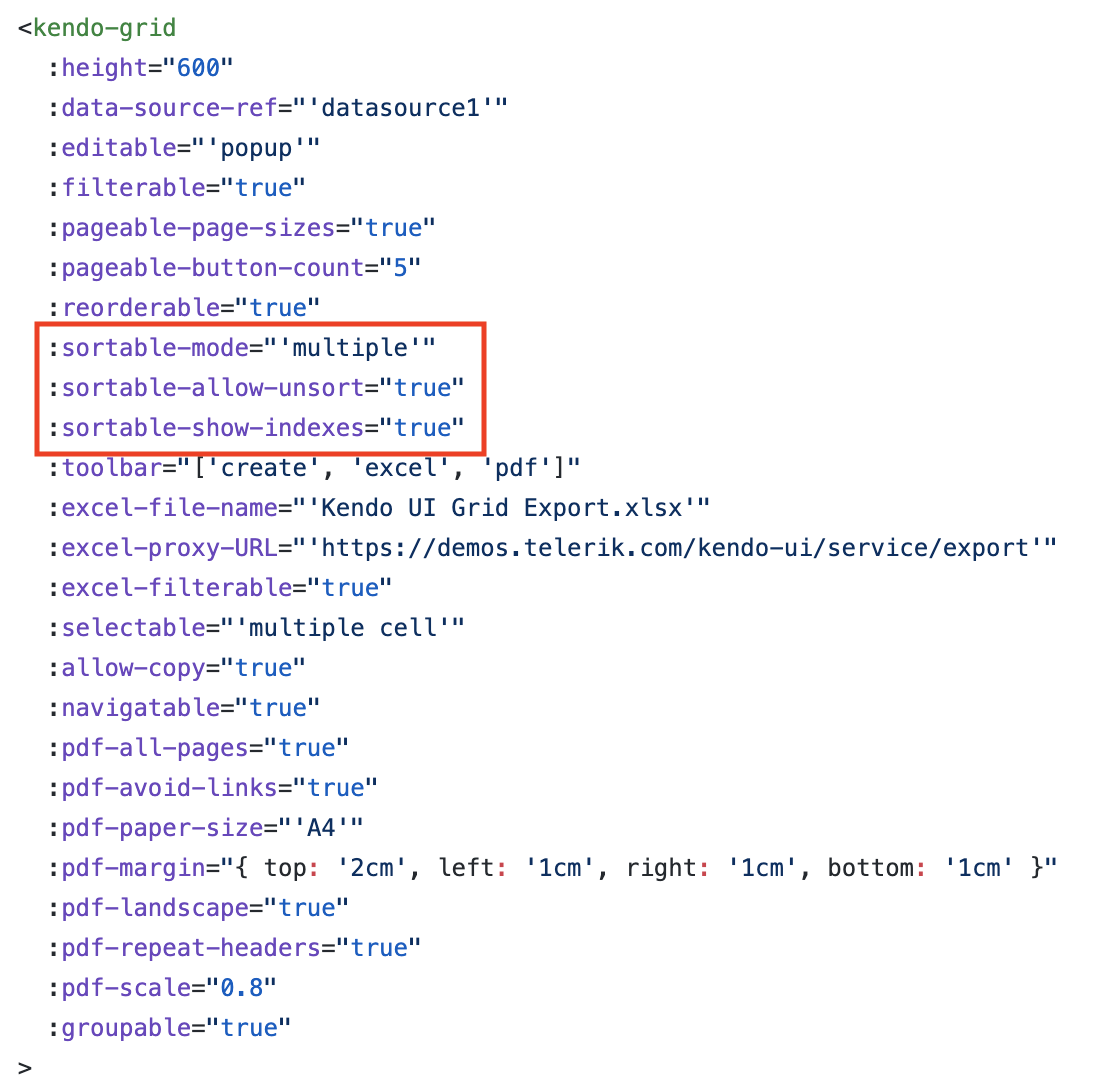 <kendo-grid
:height="600"
:data-source-ref="'datasource1'"
:editable="'popup'"
:filterable="true"
:pageable-page-sizes="true"
:pageable-button-count="5"
:reorderable="true"
:sortable-mode="'multiple'"
:sortable-allow-unsort="true"
:sortable-show-indexes="true"
:toolbar="['create', 'excel', 'pdf']"
:excel-file-name="'Kendo UI Grid Export.xlsx'"
:excel-proxy-URL="'https://demos.telerik.com/kendo-ui/service/export'"
:excel-filterable="true"
:selectable="'multiple cell'"
:allow-copy="true"
:navigatable="true"
:pdf-all-pages="true"
:pdf-avoid-links="true"
:pdf-paper-size="'A4'"
:pdf-margin="{ top: '2cm', left: '1cm', right: '1cm', bottom: '1cm' }"
:pdf-landscape="true"
:pdf-repeat-headers="true"
:pdf-scale="0.8"
:groupable="true"
>